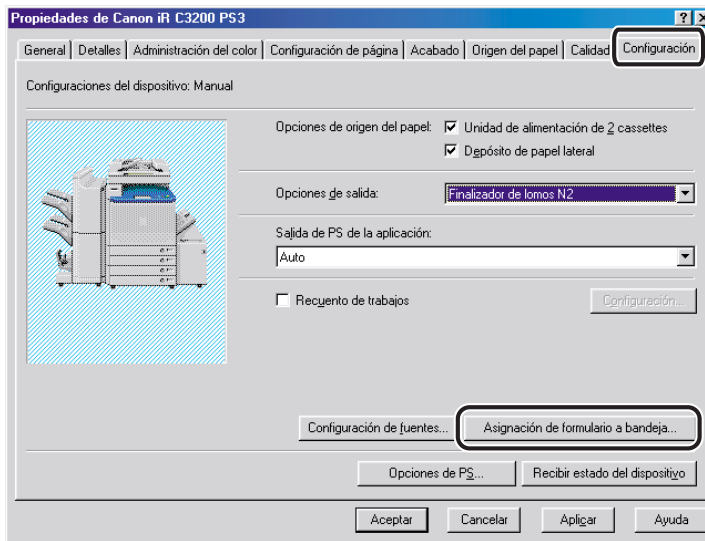 Propiedades de Canon iR C3200 PS3
General Detalles Administración del color Configuración de página Acabado Origen del papel Calidad Configuración
Configuraciones del dispositivo: Manual
Opciones de origen del papel: Unidad de alimentación de 2 cassettes
Depósito de papel lateral
Opciones de salida: Finalizador de lomos N2
Salida de PS de la aplicación:
Auto
Recuento de trabajos Configuración...
Configuración de fuentes... Asignación de formulario a bandeja...
Opciones de PS... Recibir estado del dispositivo
Aceptar Cancelar Aplicar Ayuda